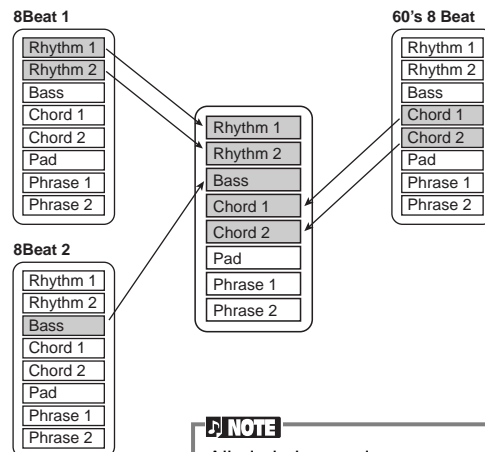 8Beat 1
Rhythm 1
Rhythm 2
Bass
Chord 1
Chord 2
Pad
Phrase 1
Phrase 2
8Beat 2
Rhythm 1
Rhythm 2
Bass
Chord 1
Chord 2
Pad
Phrase 1
Phrase 2
Rhythm 1
Rhythm 2
Bass
Chord 1
Chord 2
Pad
Phrase 1
Phrase 2
60's 8 Beat
Rhythm 1
Rhythm 2
Bass
Chord 1
Chord 2
Pad
Phrase 1
Phrase 2
NOTE